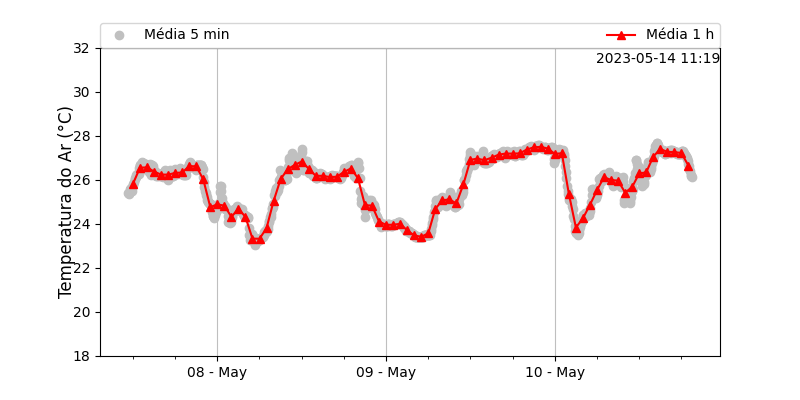 Média 5 min
Média 1 h
2023-05-14 11:19
Temperatura do Ar (°C)
32
30
28
26
24
22
20
18
08 - May
09 - May
10 - May